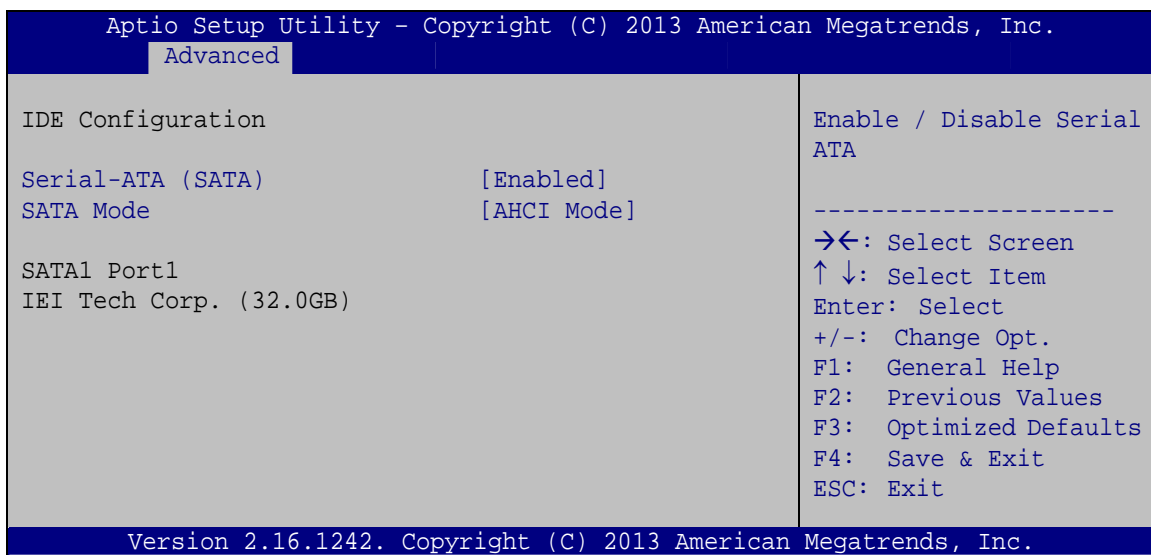 Aptio Setup Utility – Copyright (C) 2013 American Megatrends, Inc.
Advanced
IDE Configuration
Serial-ATA (SATA) [Enabled]
SATA Mode [AHCI Mode]
SATA1 Port1
IEI Tech Corp. (32.0GB)
Enable / Disable Serial
ATA
---------------------
→←: Select Screen
↑ ↓: Select Item
Enter: Select
+/-: Change Opt.
F1: General Help
F2: Previous Values
F3: Optimized Defaults
F4: Save & Exit
ESC: Exit
Version 2.16.1242. Copyright (C) 2013 American Megatrends, Inc.